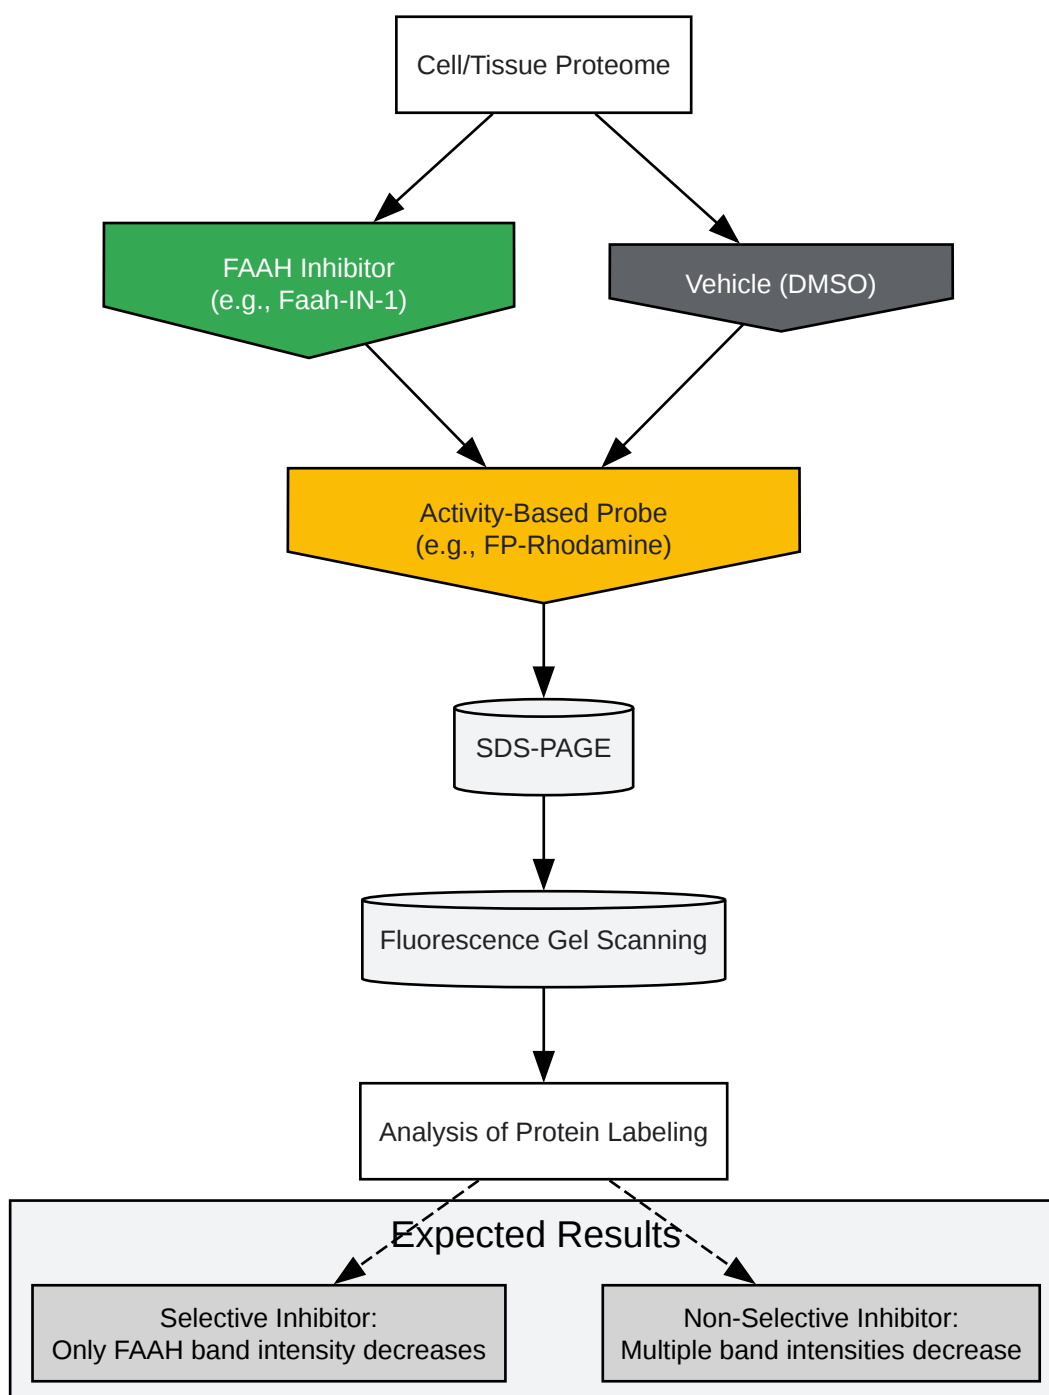 Cell/Tissue Proteome
FAAH Inhibitor
(e.g., Faah-IN-1)
Vehicle (DMSO)
Activity-Based Probe
(e.g., FP-Rhodamine)
SDS-PAGE
Fluorescence Gel Scanning
Analysis of Protein Labeling
Expected Results
Selective Inhibitor:
Only FAAH band intensity decreases
Non-Selective Inhibitor:
Multiple band intensities decrease